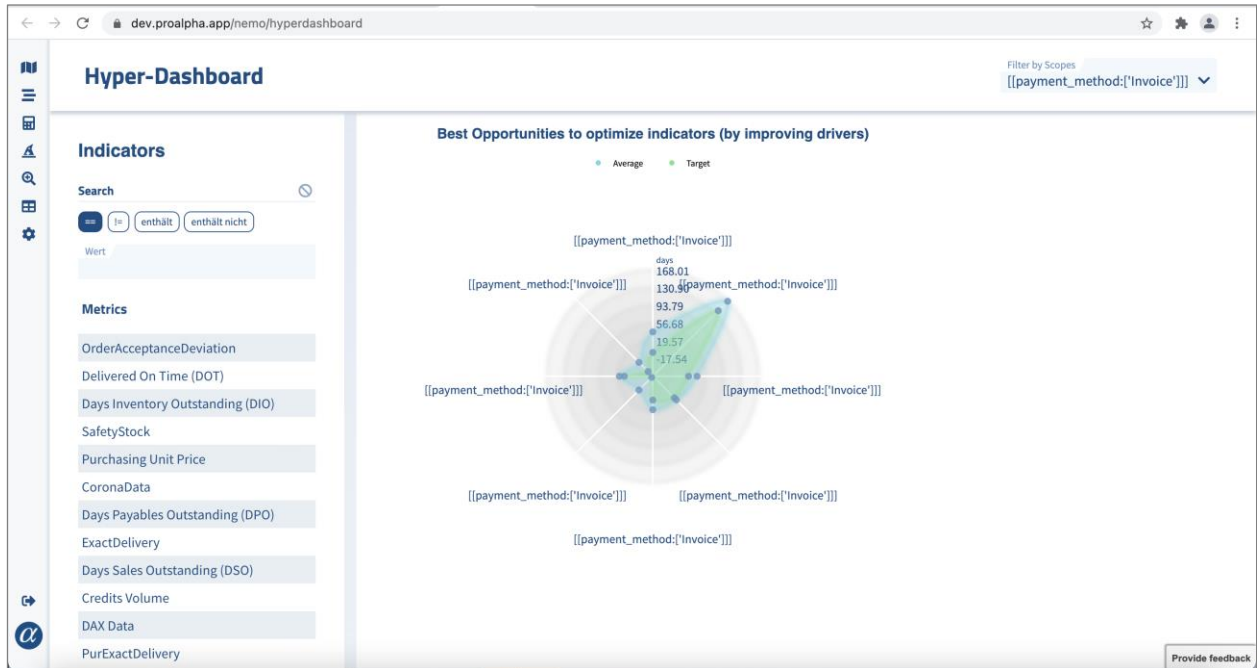 dev.proalpha.app/nemo/hyperdashboard
Hyper-Dashboard
Filter by Scopes
[[payment_method:['Invoice']]]
Indicators
Search
==
!=
enthält
enthält nicht
Wert
Metrics
OrderAcceptanceDeviation
Delivered On Time (DOT)
Days Inventory Outstanding (DIO)
SafetyStock
Purchasing Unit Price
CoronaData
Days Payables Outstanding (DPO)
ExactDelivery
Days Sales Outstanding (DSO)
Credits Volume
DAX Data
PurExactDelivery
α
Best Opportunities to optimize indicators (by improving drivers)
Average
Target
[[payment_method:['Invoice']]]
days
168.01
[[payment_method:['Invoice']]]
130.90
[[payment_method:['Invoice']]]
93.79
56.68
19.57
-17.54
[[payment_method:['Invoice']]]
[[payment_method:['Invoice']]]
[[payment_method:['Invoice']]]
[[payment_method:['Invoice']]]
[[payment_method:['Invoice']]]
Provide feedback